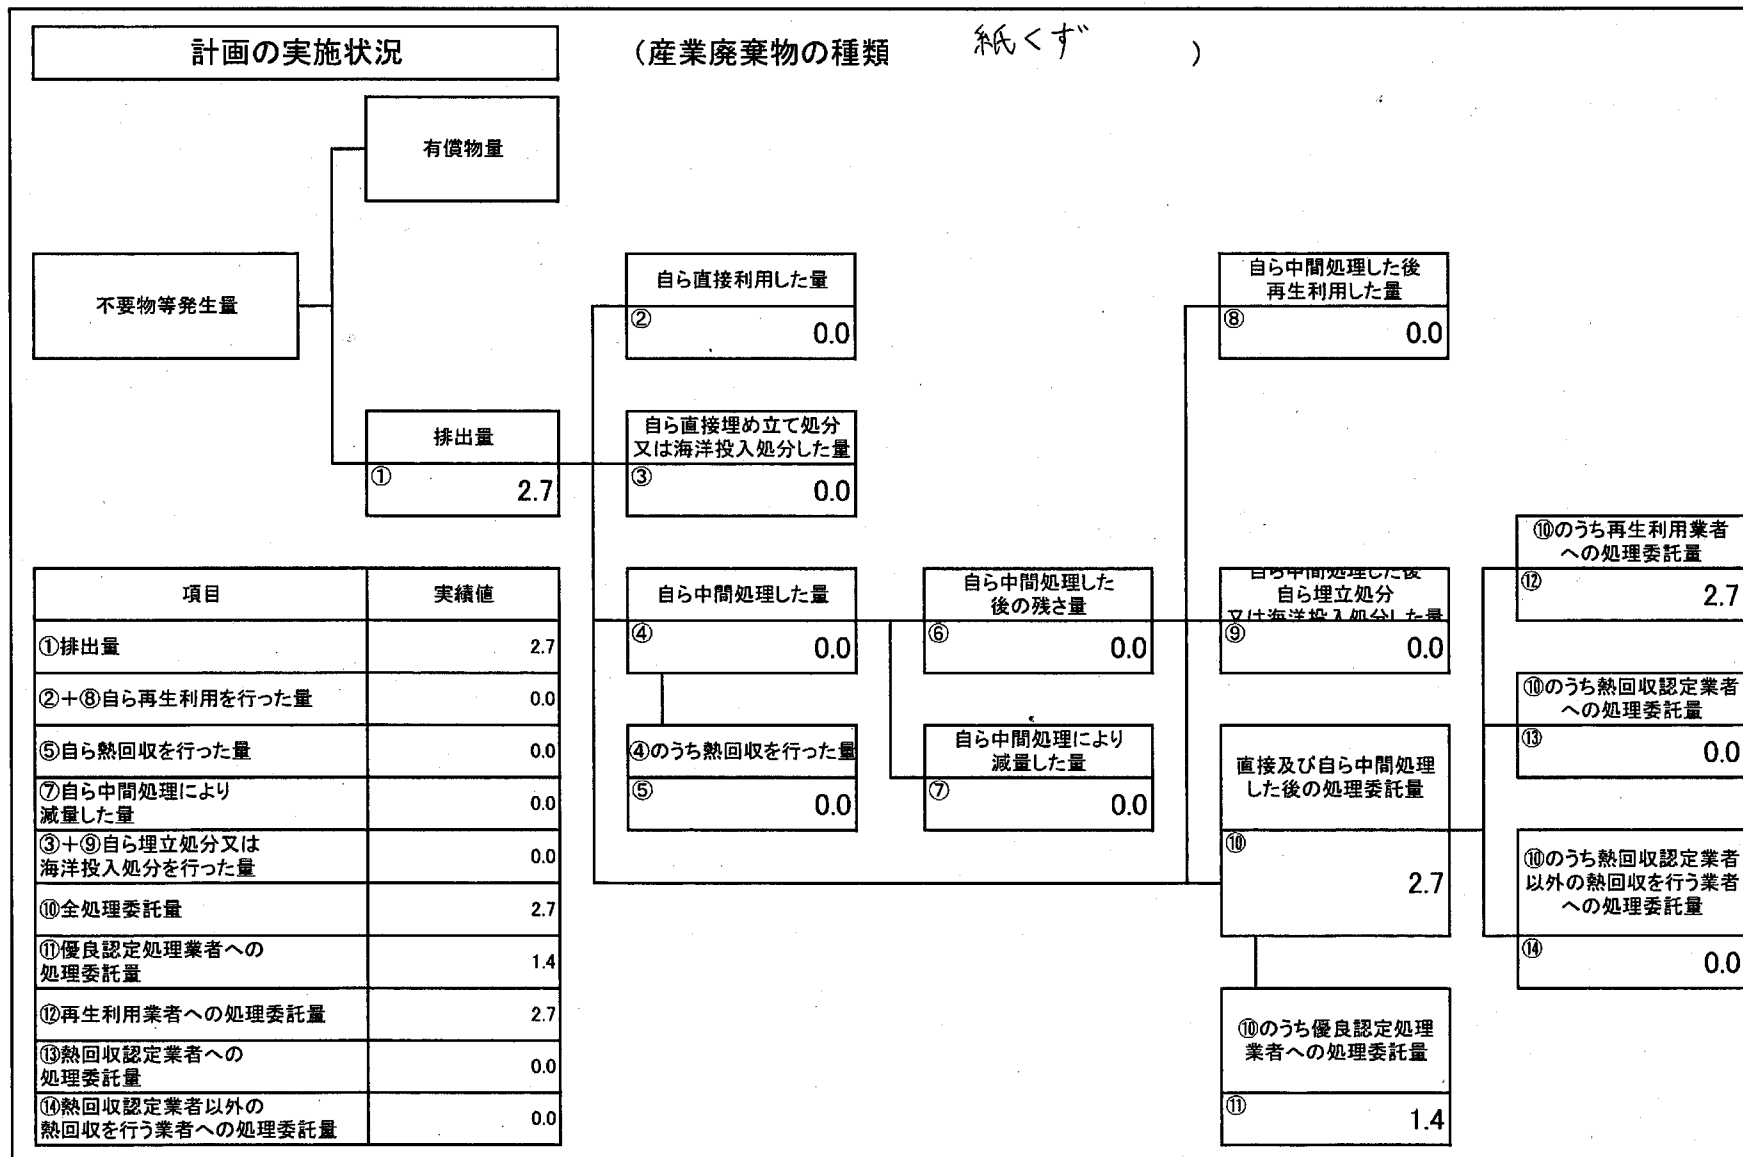 計画の実施状況
（産業廃棄物の種類 紙くず ）
有償物量
不要物等発生量
自ら直接利用した量
② 0.0
自ら中間処理した後
再生利用した量
⑧ 0.0
排出量
① 2.7
自ら直接埋め立て処分
又は海洋投入処分した量
③ 0.0
自ら中間処理した量
④ 0.0
自ら中間処理した
後の残さ量
⑥ 0.0
自ら中間処理した後
自ら埋立処分
又は海洋投入処分した量
⑨ 0.0
⑩のうち再生利用業者
への処理委託量
⑫ 2.7
④のうち熱回収を行った量
⑤ 0.0
自ら中間処理により
減量した量
⑦ 0.0
直接及び自ら中間処理
した後の処理委託量
⑩ 2.7
⑩のうち熱回収認定業者
への処理委託量
⑬ 0.0
⑩のうち熱回収認定業者
以外の熱回収を行う業者
への処理委託量
⑭ 0.0
⑩のうち優良認定処理
業者への処理委託量
⑪ 1.4
項目 実績値
①排出量 2.7
②＋⑧自ら再生利用を行った量 0.0
⑤自ら熱回収を行った量 0.0
⑦自ら中間処理により
減量した量 0.0
③＋⑨自ら埋立処分又は
海洋投入処分を行った量 0.0
⑩全処理委託量 2.7
⑪優良認定処理業者への
処理委託量 1.4
⑫再生利用業者への処理委託量 2.7
⑬熱回収認定業者への
処理委託量 0.0
⑭熱回収認定業者以外の
熱回収を行う業者への処理委託量 0.0